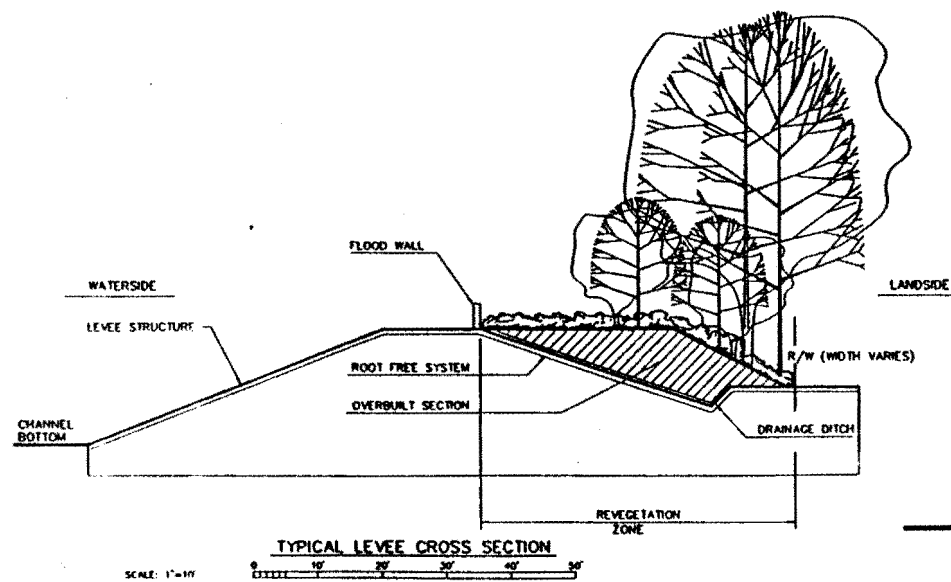 FLOOD WALL
WATERSIDE
LANDSIDE
LEVEE STRUCTURE
ROOT FREE SYSTEM
R/W (WIDTH VARIES)
OVERBUILT SECTION
CHANNEL
BOTTOM
DRAINAGE DITCH
REVEGETATION
ZONE
TYPICAL LEVEE CROSS SECTION
SCALE: 1"=10'
0 10' 20' 30' 40' 50'